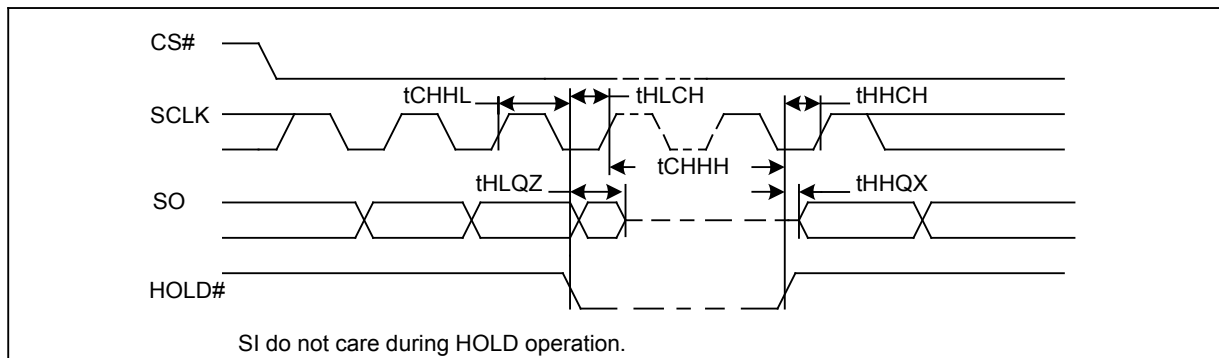 CS#
tCHHL
tHLCH
tHHCH
SCLK
tCHHH
tHLQZ
tHHQX
SO
HOLD#
SI do not care during HOLD operation.